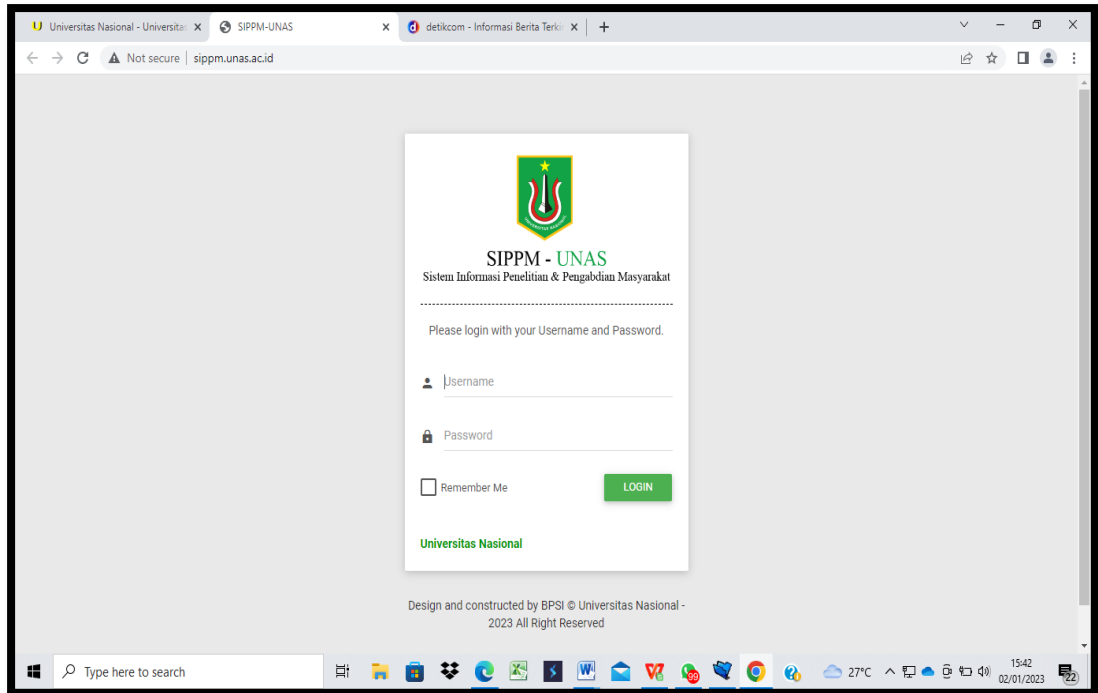 Universitas Nasional - Universitas
SIPPM-UNAS
detikcom - Informasi Berita Terki
Not secure
sippm.unas.ac.id
UNIVERSITAS NASIONAL
SIPPM - UNAS
Sistem Informasi Penelitian & Pengabdian Masyarakat
Please login with your Username and Password.
Username
Password
Remember Me
LOGIN
Universitas Nasional
Design and constructed by BPSI © Universitas Nasional -
2023 All Right Reserved
Type here to search
99
27°C
15:42
02/01/2023
22